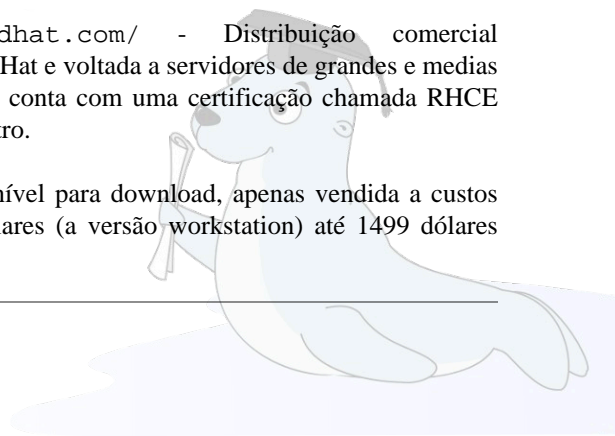 dhat.com/ - Distribuição comercial
Hat e voltada a servidores de grandes e medias
conta com uma certificação chamada RHCE
tro.
nível para download, apenas vendida a custos
lares (a versão workstation) até 1499 dólares